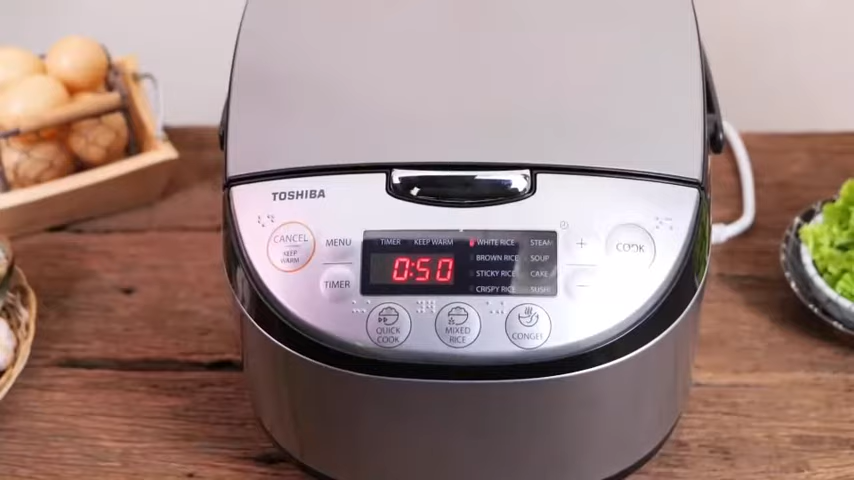 TOSHIBA
CANCEL
KEEP
WARM
MENU
TIMER
TIMER KEEP WARM
0:50
WHITE RICE STEAM
BROWN RICE SOUP
STICKY RICE CAKE
CRISPY RICE SUSHI
+
−
COOK
QUICK
COOK
MIXED
RICE
CONGEE